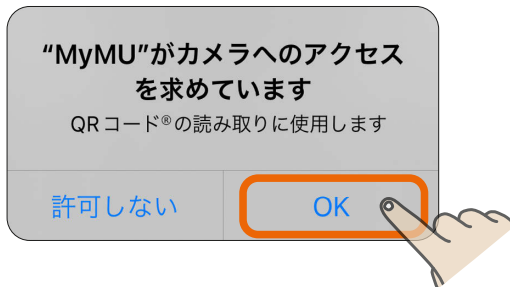 “MyMU”がカメラへのアクセス
を求めています
QRコード®の読み取りに使用します
許可しない
OK